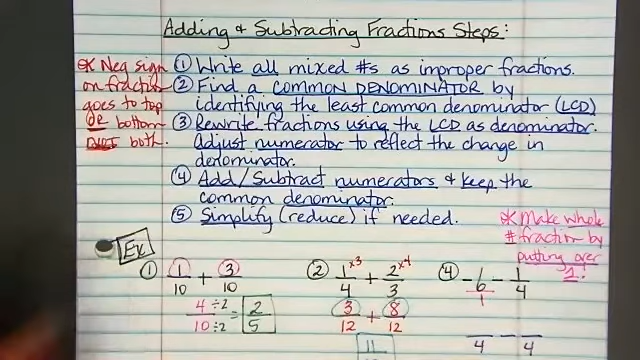 Adding & Subtracting Fractions Steps:
* Neg sign
on fraction
goes to top
or bottom
NOT both.
① Write all mixed #s as improper fractions.
② Find a COMMON DENOMINATOR by
identifying the least common denominator (LCD)
③ Rewrite fractions using the LCD as denominator.
Adjust numerator to reflect the change in
denominator.
④ Add/Subtract numerators & keep the
common denominator.
⑤ Simplify (reduce) if needed.
* Make whole
# fraction by
putting over
1!
Ex
① 1/10 + 3/10
4÷2/10÷2 = 2/5
② 1×3/4 + 2×4/3
3/12 + 8/12
11
④ -6/1 - 1/4
/4 - /4